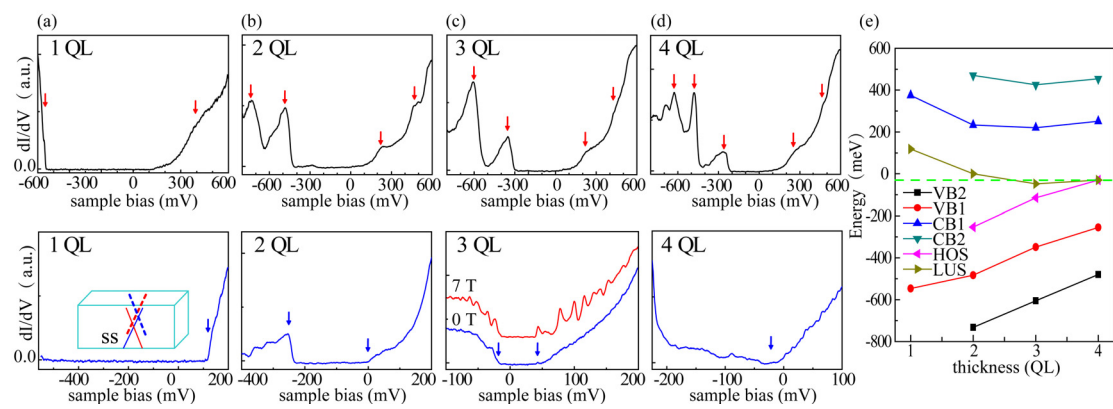 (a)
(b)
(c)
(d)
(e)
1 QL
2 QL
3 QL
4 QL
dI/dV ( a.u.)
0.0
-600 -300 0 300 600
-600 -300 0 300 600
-600 -300 0 300 600
-600 -300 0 300 600
sample bias (mV)
sample bias (mV)
sample bias (mV)
sample bias (mV)
1 QL
2 QL
3 QL
4 QL
dI/dV ( a.u.)
0.0
ss
7 T
0 T
-400 -200 0 200
-400 -200 0 200
-100 0 100 200
-200 -100 0 100
sample bias (mV)
sample bias (mV)
sample bias (mV)
sample bias (mV)
Energy (meV)
600
400
200
0
-200
-400
-600
-800
VB2
VB1
CB1
CB2
HOS
LUS
1 2 3 4
thickness (QL)